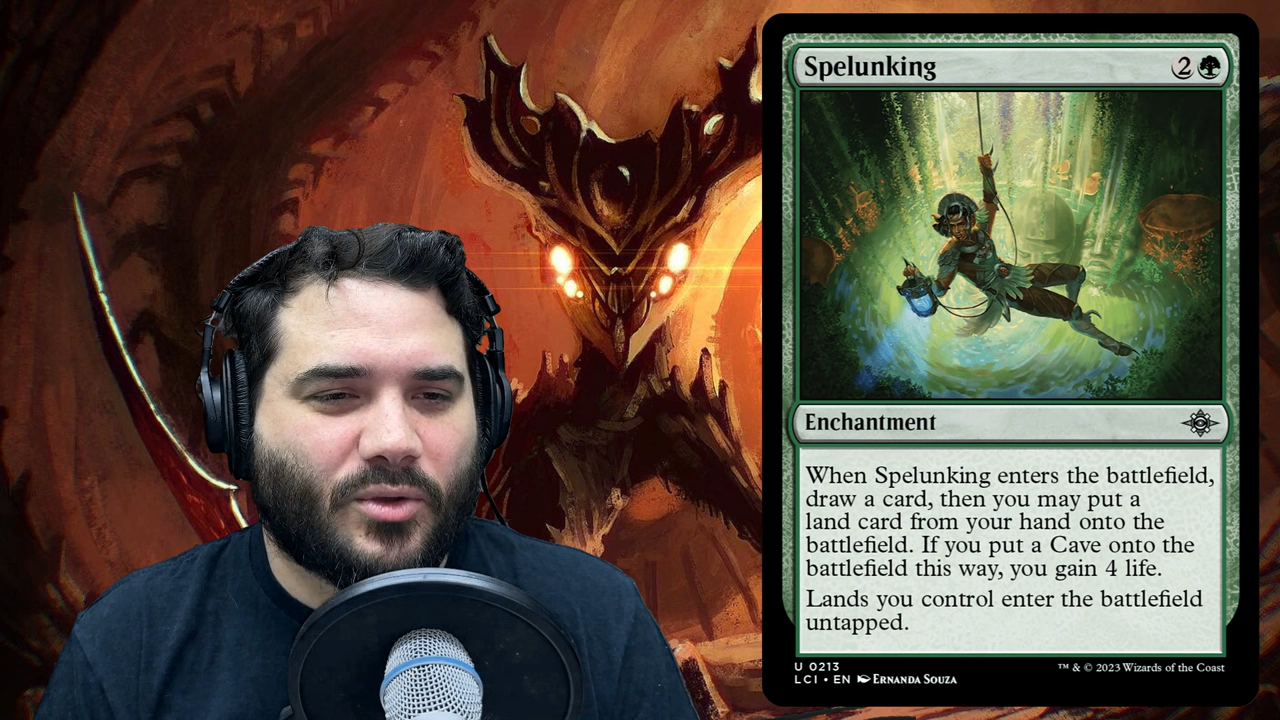 Spelunking
2
Enchantment
When Spelunking enters the battlefield,
draw a card, then you may put a
land card from your hand onto the
battlefield. If you put a Cave onto the
battlefield this way, you gain 4 life.
Lands you control enter the battlefield
untapped.
U 0213
LCI • EN Ernanda Souza
™ & © 2023 Wizards of the Coast